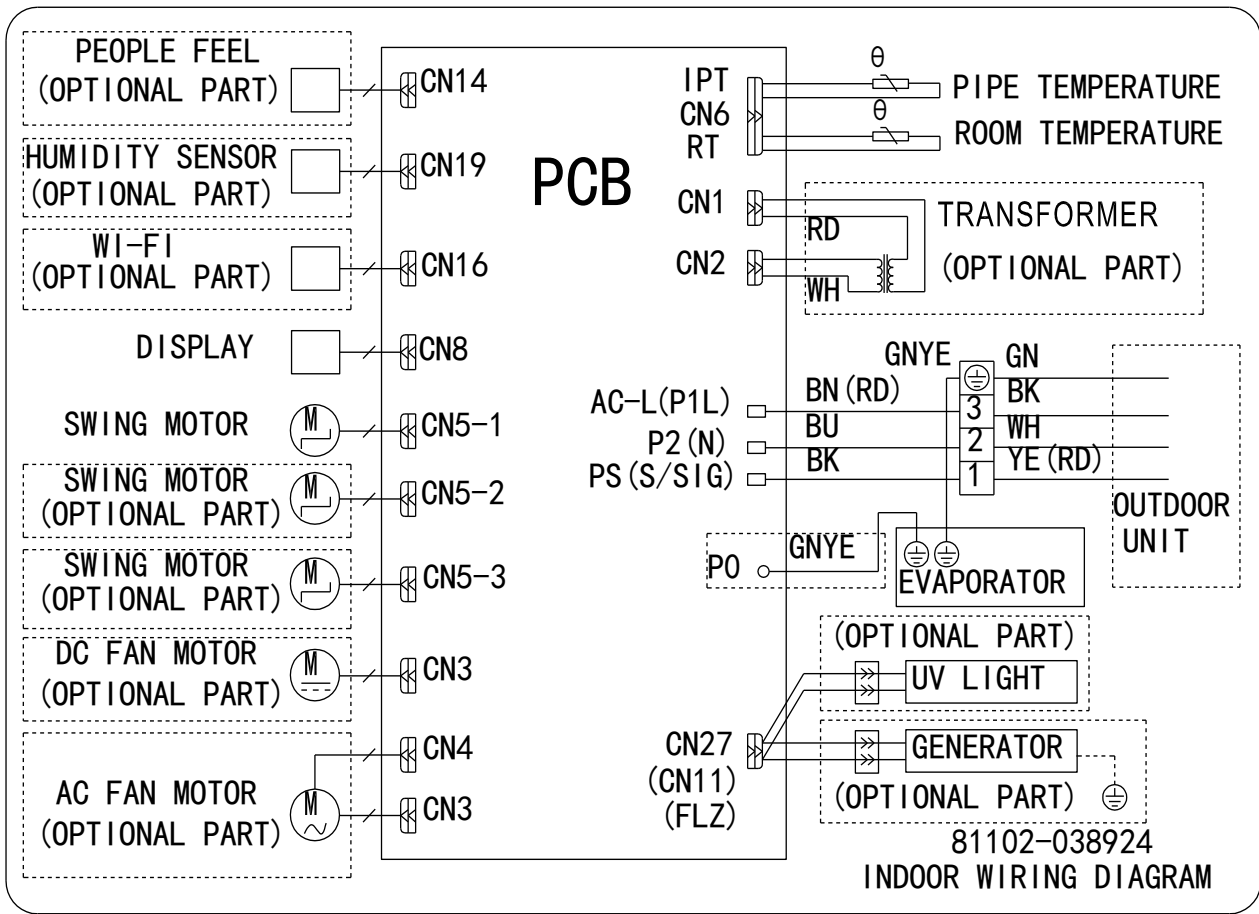 PEOPLE FEEL
(OPTIONAL PART)
CN14
HUMIDITY SENSOR
(OPTIONAL PART)
CN19
WI-FI
(OPTIONAL PART)
CN16
DISPLAY
CN8
SWING MOTOR
M
CN5-1
SWING MOTOR
(OPTIONAL PART)
M
CN5-2
SWING MOTOR
(OPTIONAL PART)
M
CN5-3
DC FAN MOTOR
(OPTIONAL PART)
M
CN3
AC FAN MOTOR
(OPTIONAL PART)
M
CN4
CN3
PCB
IPT
CN6
RT
θ
PIPE TEMPERATURE
θ
ROOM TEMPERATURE
CN1
CN2
RD
WH
TRANSFORMER
(OPTIONAL PART)
AC-L(P1L)
P2(N)
PS(S/SIG)
BN(RD)
BU
BK
GNYE
3
2
1
GN
BK
WH
YE(RD)
OUTDOOR
UNIT
P0
GNYE
EVAPORATOR
(OPTIONAL PART)
UV LIGHT
CN27
(CN11)
(FLZ)
GENERATOR
(OPTIONAL PART)
81102-038924
INDOOR WIRING DIAGRAM